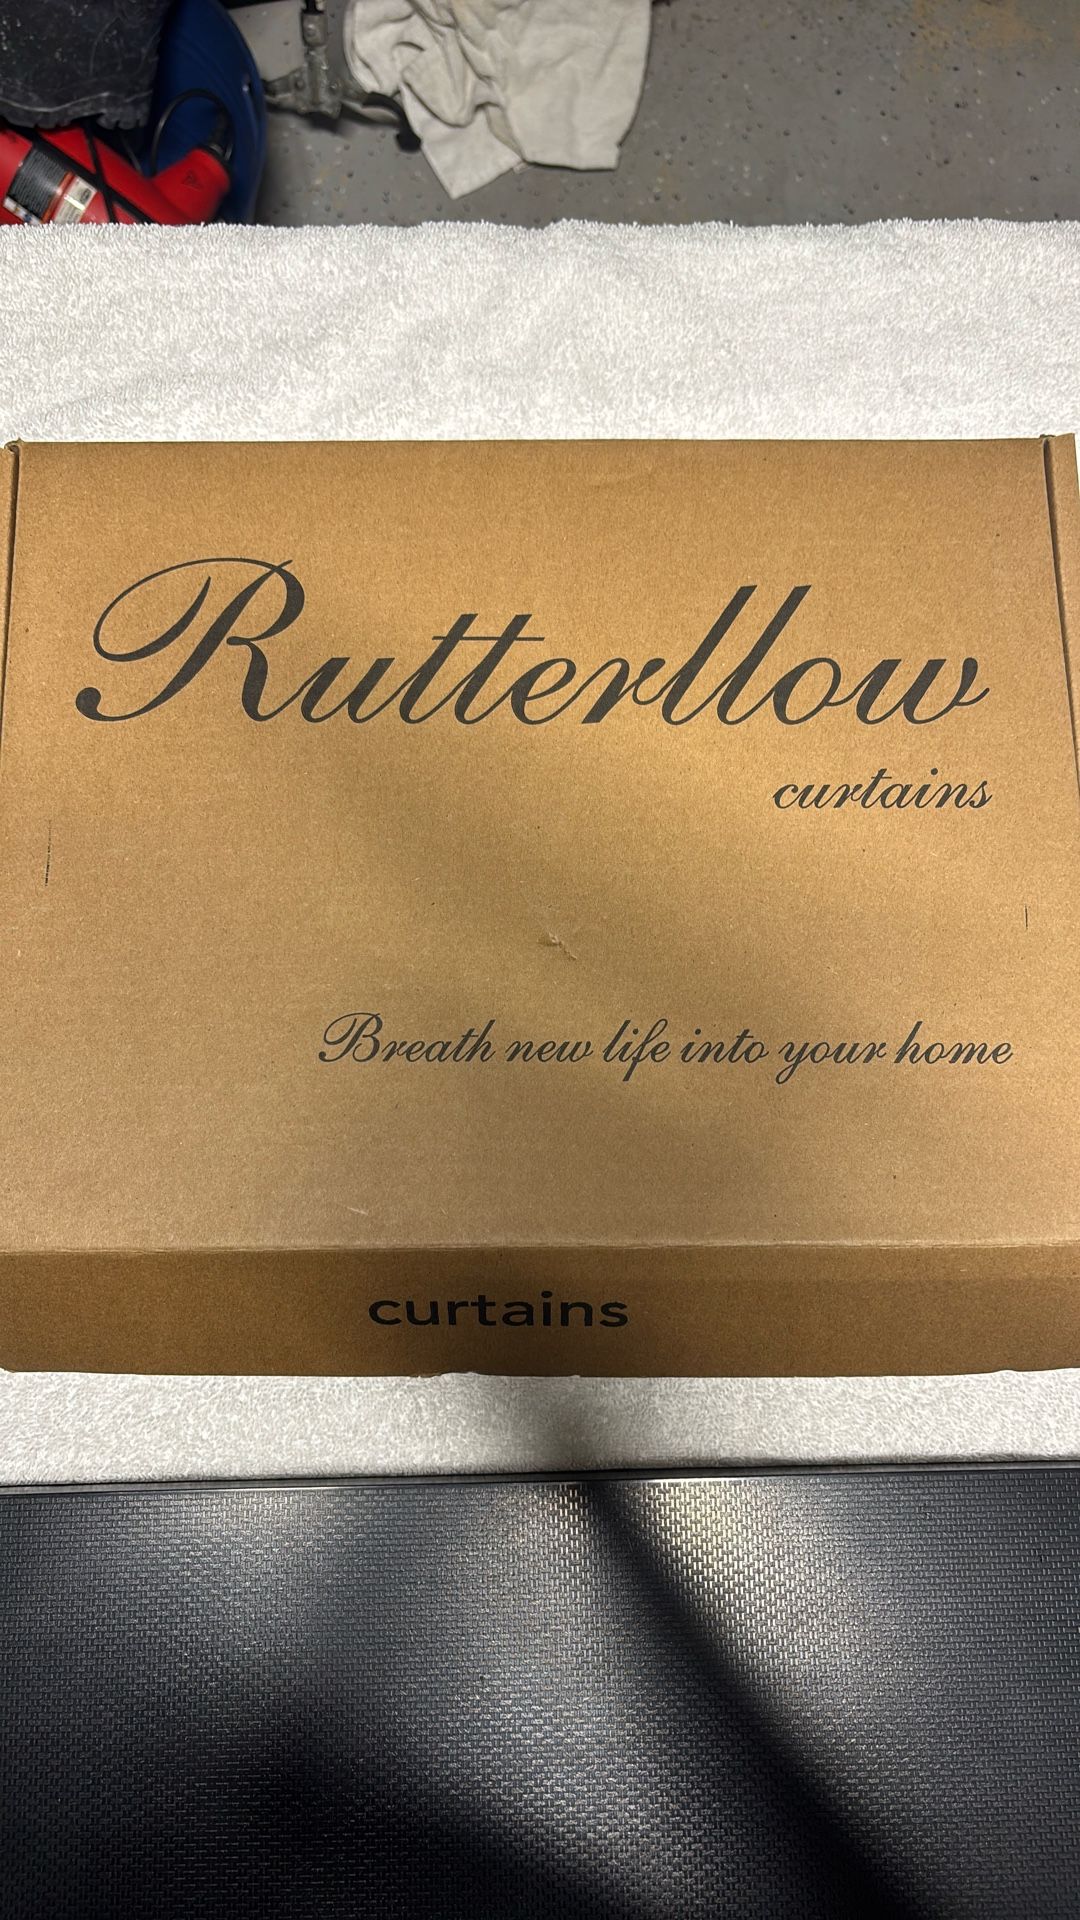 Rutterllow
curtains
Breath new life into your home
curtains